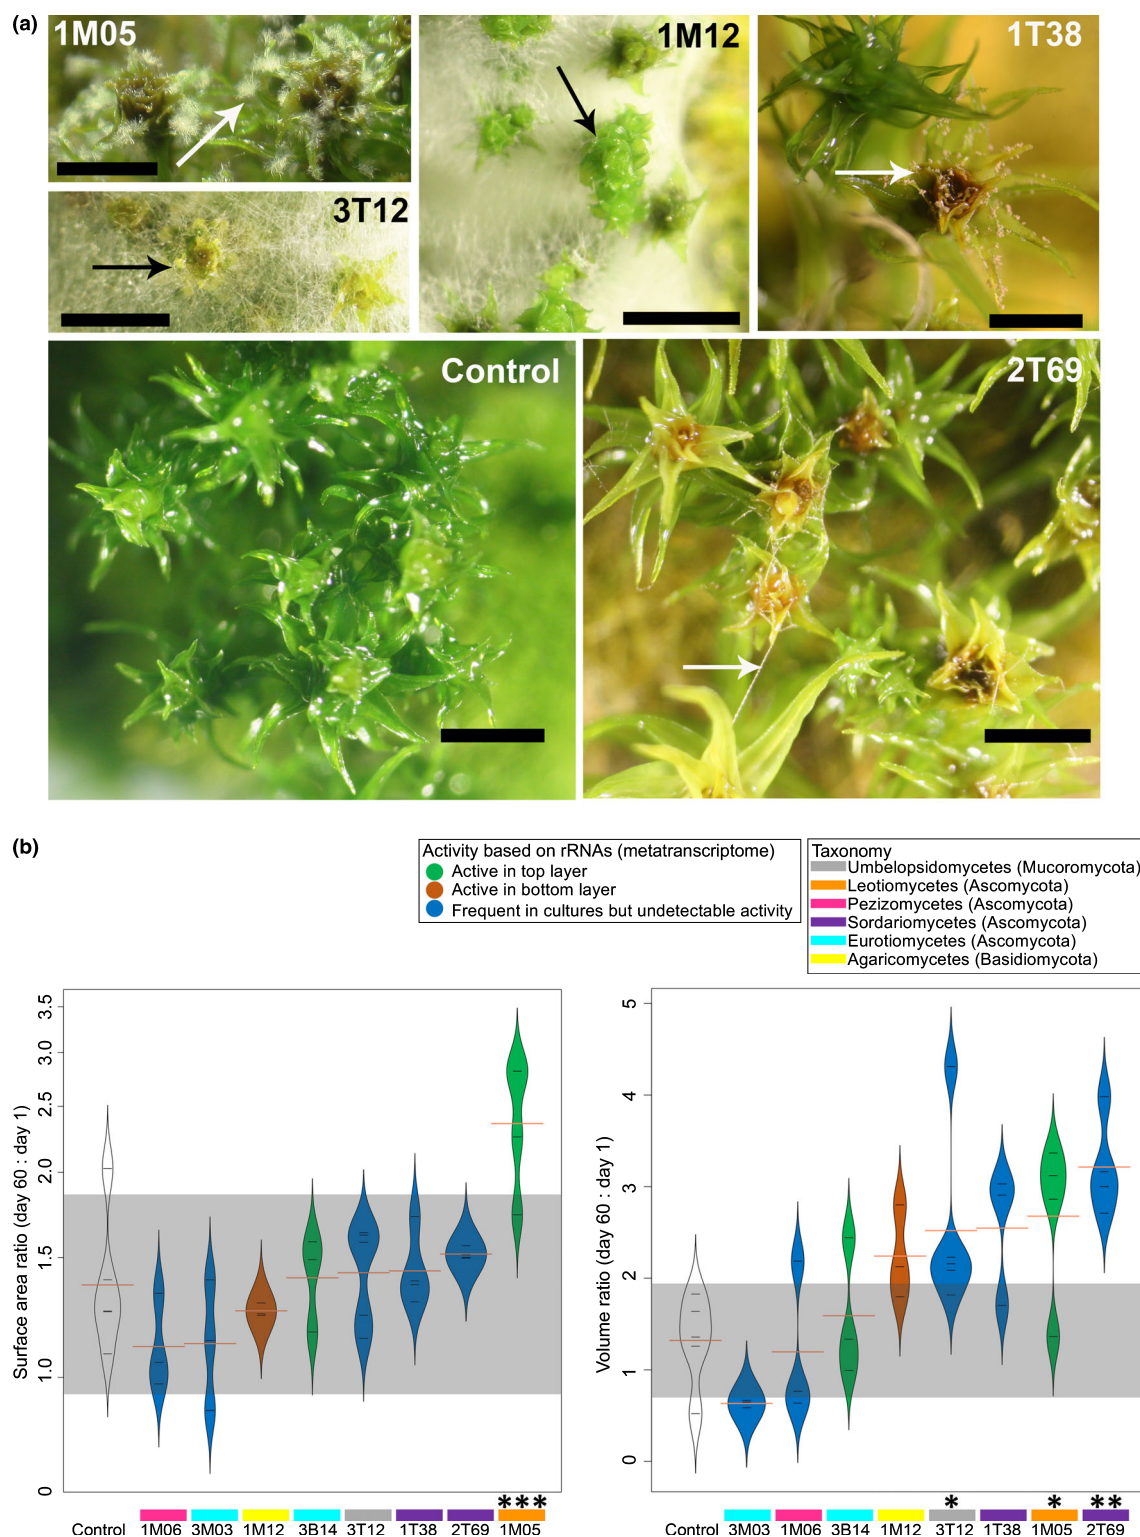 (a)
1M05
1M12
1T38
3T12
Control
2T69
(b)
Activity based on rRNAs (metatranscriptome)
Active in top layer
Active in bottom layer
Frequent in cultures but undetectable activity
Taxonomy
Umbelopsidomycetes (Mucoromycota)
Leotiomycetes (Ascomycota)
Pezizomycetes (Ascomycota)
Sordariomycetes (Ascomycota)
Eurotiomycetes (Ascomycota)
Agaricomycetes (Basidiomycota)
Surface area ratio (day 60 : day 1)
3.5
3.0
2.5
2.0
1.5
1.0
0
***
Control 1M06 3M03 1M12 3B14 3T12 1T38 2T69 1M05
Volume ratio (day 60 : day 1)
5
4
3
2
1
0
* * **
Control 3M03 1M06 3B14 1M12 3T12 1T38 1M05 2T69